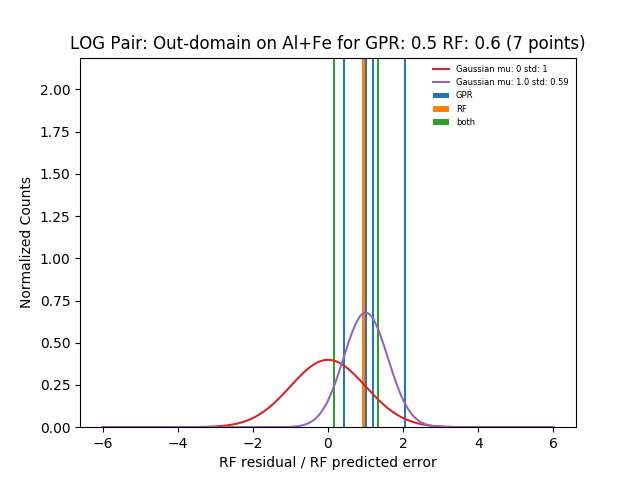 LOG Pair: Out-domain on Al+Fe for GPR: 0.5 RF: 0.6 (7 points)
Gaussian mu: 0 std: 1
Gaussian mu: 1.0 std: 0.59
GPR
RF
both
Normalized Counts
2.00
1.75
1.50
1.25
1.00
0.75
0.50
0.25
0.00
−6
−4
−2
0
2
4
6
RF residual / RF predicted error